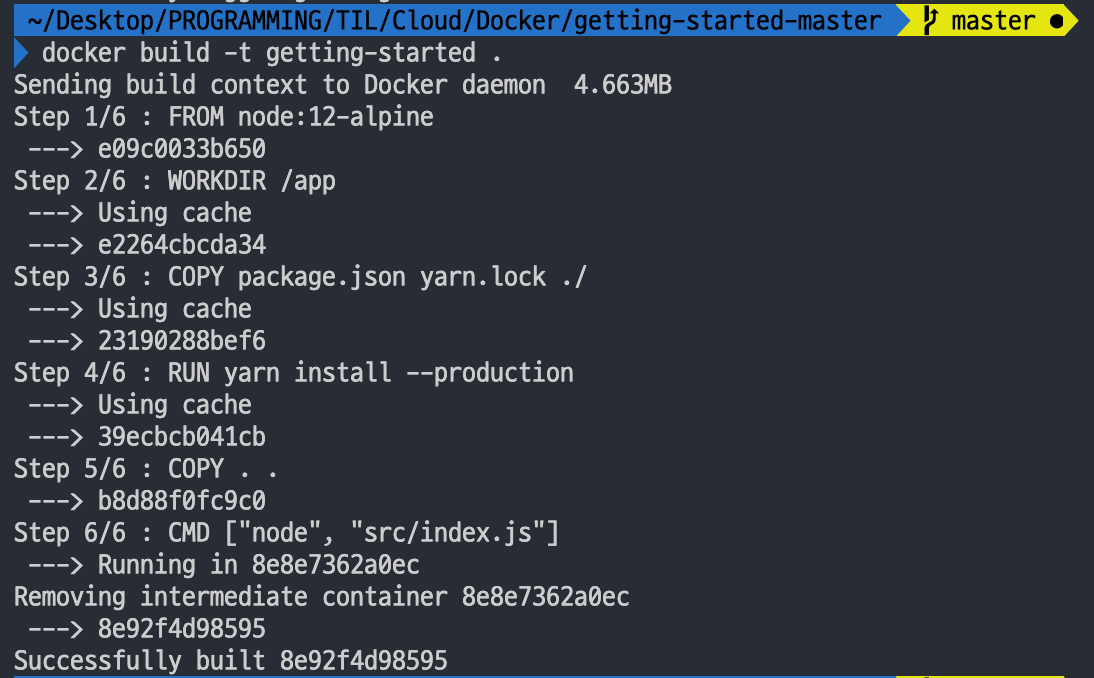 ~/Desktop/PROGRAMMING/TIL/Cloud/Docker/getting-started-master master ●
docker build -t getting-started .
Sending build context to Docker daemon  4.663MB
Step 1/6 : FROM node:12-alpine
 ---> e09c0033b650
Step 2/6 : WORKDIR /app
 ---> Using cache
 ---> e2264cbcda34
Step 3/6 : COPY package.json yarn.lock ./
 ---> Using cache
 ---> 23190288bef6
Step 4/6 : RUN yarn install --production
 ---> Using cache
 ---> 39ecbcb041cb
Step 5/6 : COPY . .
 ---> b8d88f0fc9c0
Step 6/6 : CMD ["node", "src/index.js"]
 ---> Running in 8e8e7362a0ec
Removing intermediate container 8e8e7362a0ec
 ---> 8e92f4d98595
Successfully built 8e92f4d98595